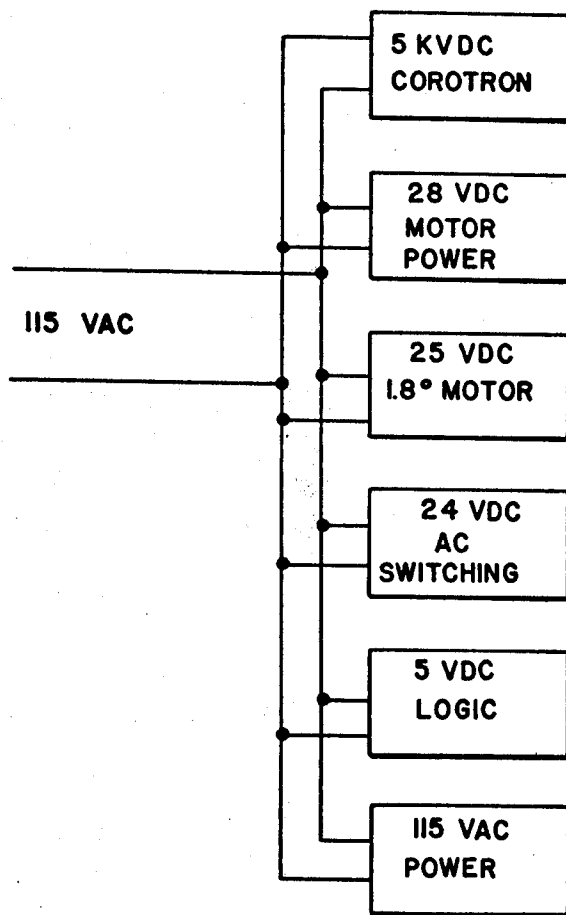 5 KVDC
COROTRON
28 VDC
MOTOR
POWER
115 VAC
25 VDC
1.8° MOTOR
24 VDC
AC
SWITCHING
5 VDC
LOGIC
115 VAC
POWER